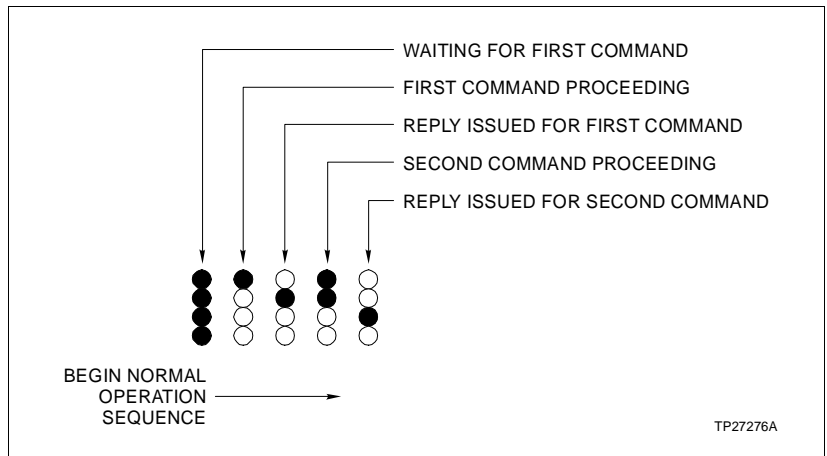 WAITING FOR FIRST COMMAND
FIRST COMMAND PROCEEDING
REPLY ISSUED FOR FIRST COMMAND
SECOND COMMAND PROCEEDING
REPLY ISSUED FOR SECOND COMMAND
BEGIN NORMAL
OPERATION
SEQUENCE
TP27276A